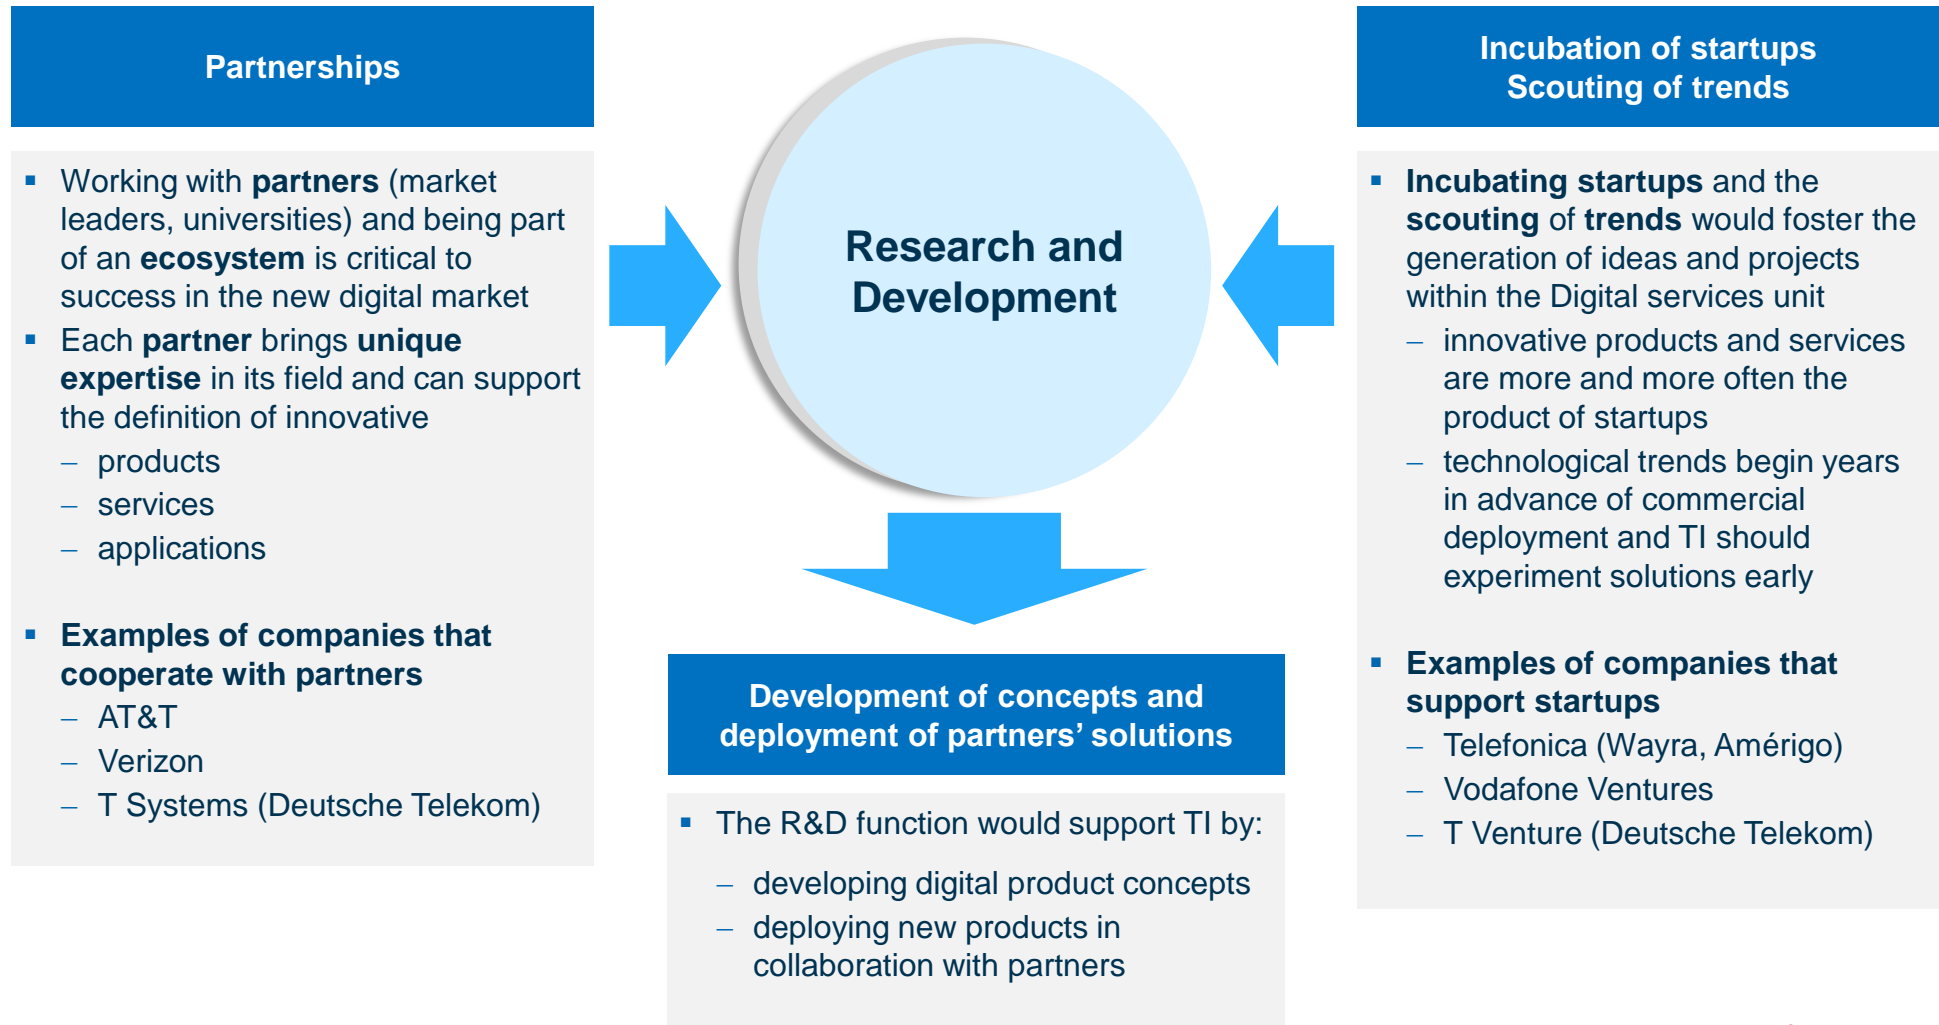 Partnerships
Working with partners (market
leaders, universities) and being part
of an ecosystem is critical to
success in the new digital market
Each partner brings unique
expertise in its field and can support
the definition of innovative
– products
– services
– applications
Examples of companies that
cooperate with partners
– AT&T
– Verizon
– T Systems (Deutsche Telekom)
Research and
Development
Development of concepts and
deployment of partners’ solutions
The R&D function would support TI by:
– developing digital product concepts
– deploying new products in
collaboration with partners
Incubation of startups
Scouting of trends
Incubating startups and the
scouting of trends would foster the
generation of ideas and projects
within the Digital services unit
– innovative products and services
are more and more often the
product of startups
– technological trends begin years
in advance of commercial
deployment and TI should
experiment solutions early
Examples of companies that
support startups
– Telefonica (Wayra, Amérigo)
– Vodafone Ventures
– T Venture (Deutsche Telekom)